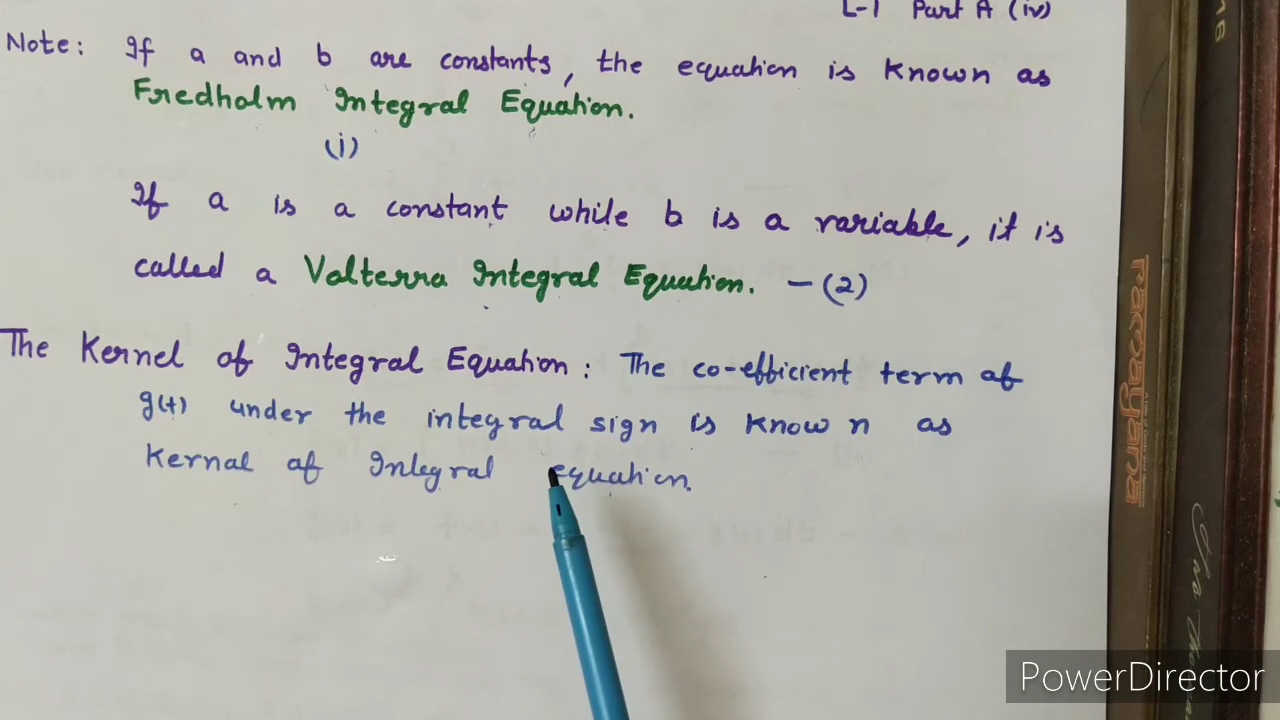 L-1 Part A (iv)
Note: If a and b are constants, the equation is known as
Fredholm Integral Equation.
(i)
If a is a constant while b is a variable, it is
called a Volterra Integral Equation. — (2)
The Kernel of Integral Equation: The co-efficient term of
g(t) under the integral sign is known as
Kernal of Integral equation.
PowerDirector